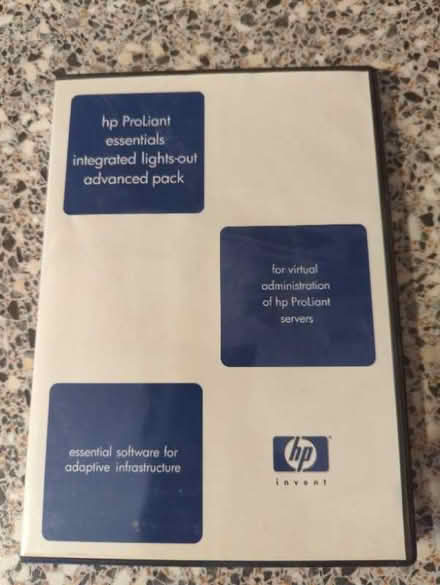 hp ProLiant
essentials
integrated lights-out
advanced pack
for virtual
administration
of hp ProLiant
servers
essential software for
adaptive infrastructure
hp
invent